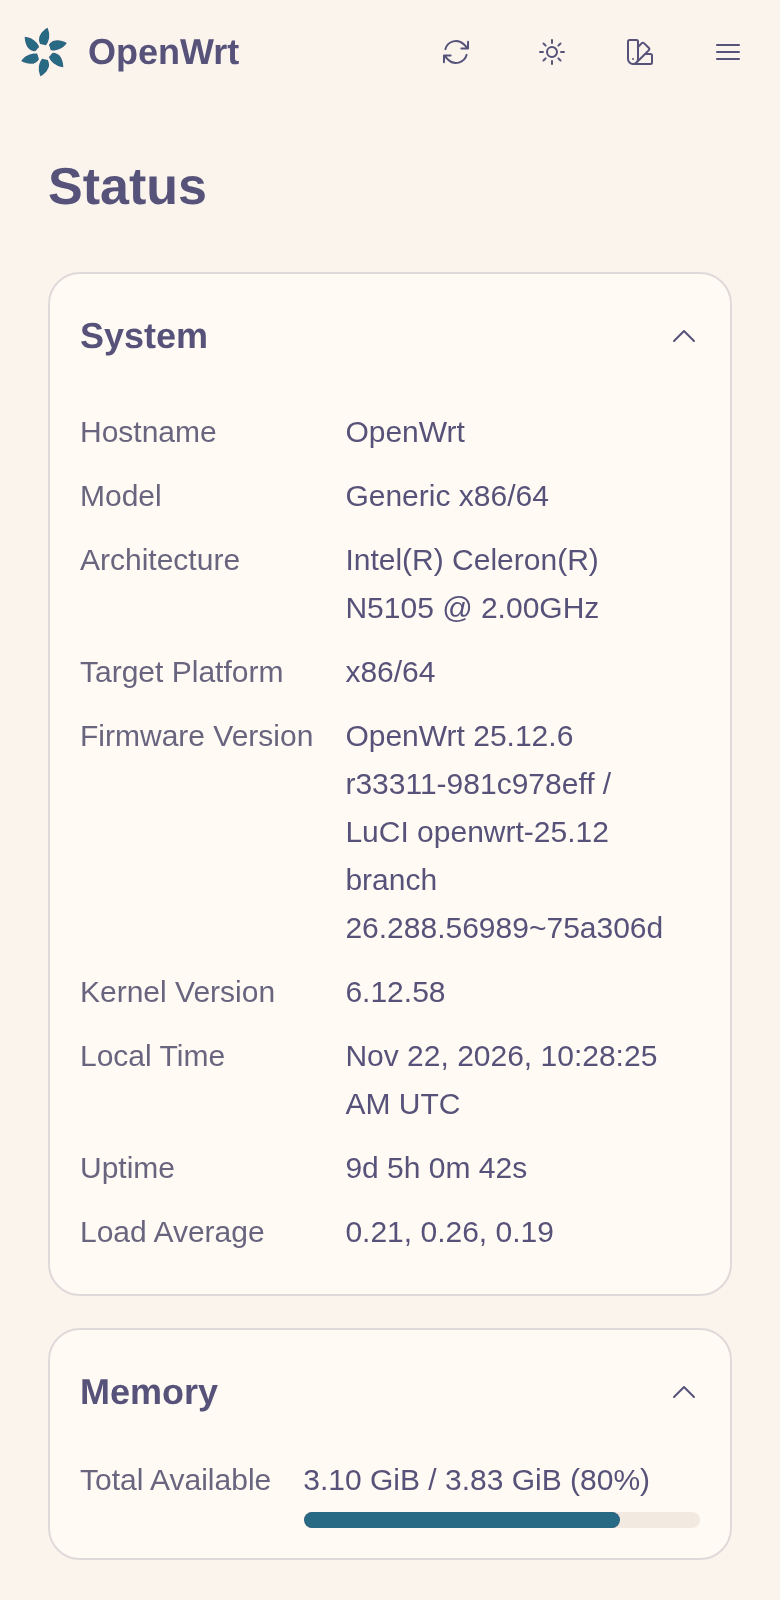 OpenWrt
Status
System
Hostname OpenWrt
Model Generic x86/64
Architecture Intel(R) Celeron(R)
N5105 @ 2.00GHz
Target Platform x86/64
Firmware Version OpenWrt 25.12.6
r33311-981c978eff /
LuCI openwrt-25.12
branch
26.288.56989~75a306d
Kernel Version 6.12.58
Local Time Nov 22, 2026, 10:28:25
AM UTC
Uptime 9d 5h 0m 42s
Load Average 0.21, 0.26, 0.19
Memory
Total Available 3.10 GiB / 3.83 GiB (80%)